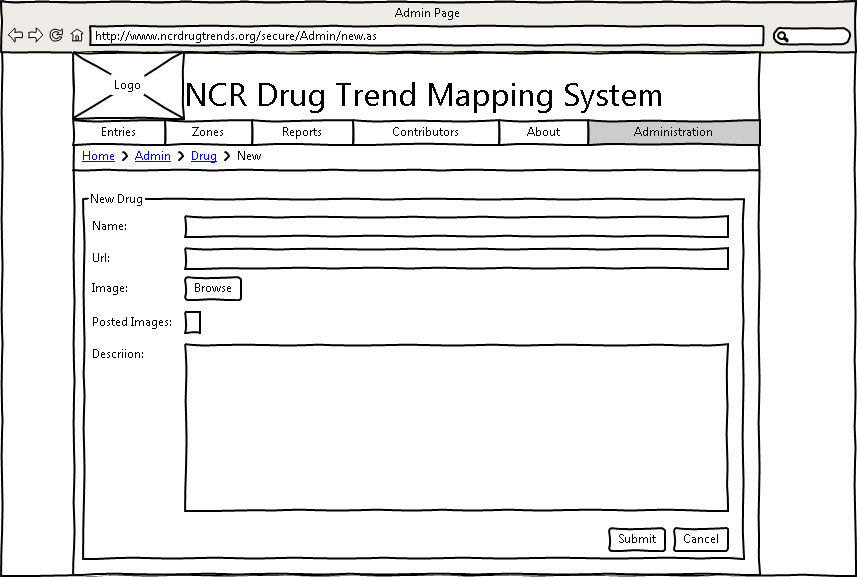 Admin Page
http://www.ncrdrugtrends.org/secure/Admin/new.as
Logo
NCR Drug Trend Mapping System
Entries Zones Reports Contributors About Administration
Home > Admin > Drug > New
New Drug
Name:
Url:
Image: Browse
Posted Images:
Descriion:
Submit Cancel